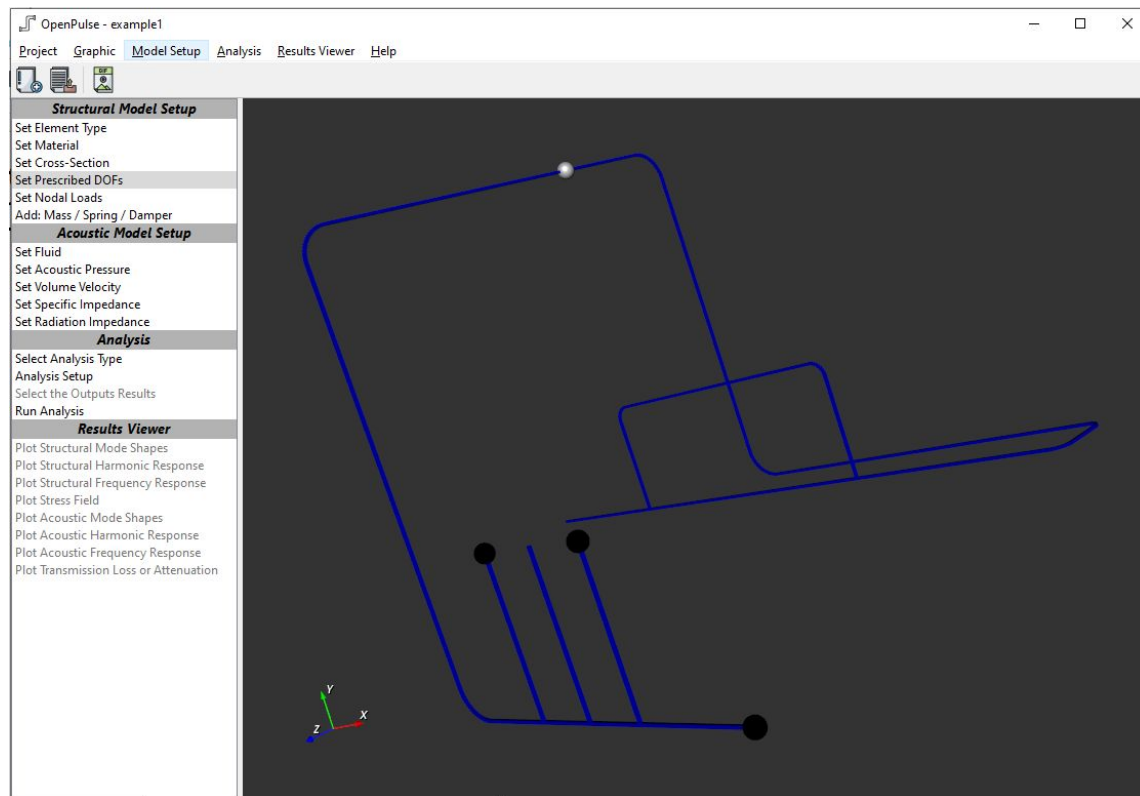 OpenPulse - example1
Project Graphic Model Setup Analysis Results Viewer Help
Structural Model Setup
Set Element Type
Set Material
Set Cross-Section
Set Prescribed DOFs
Set Nodal Loads
Add: Mass / Spring / Damper
Acoustic Model Setup
Set Fluid
Set Acoustic Pressure
Set Volume Velocity
Set Specific Impedance
Set Radiation Impedance
Analysis
Select Analysis Type
Analysis Setup
Select the Outputs Results
Run Analysis
Results Viewer
Plot Structural Mode Shapes
Plot Structural Harmonic Response
Plot Structural Frequency Response
Plot Stress Field
Plot Acoustic Mode Shapes
Plot Acoustic Harmonic Response
Plot Acoustic Frequency Response
Plot Transmission Loss or Attenuation
Y
X
Z